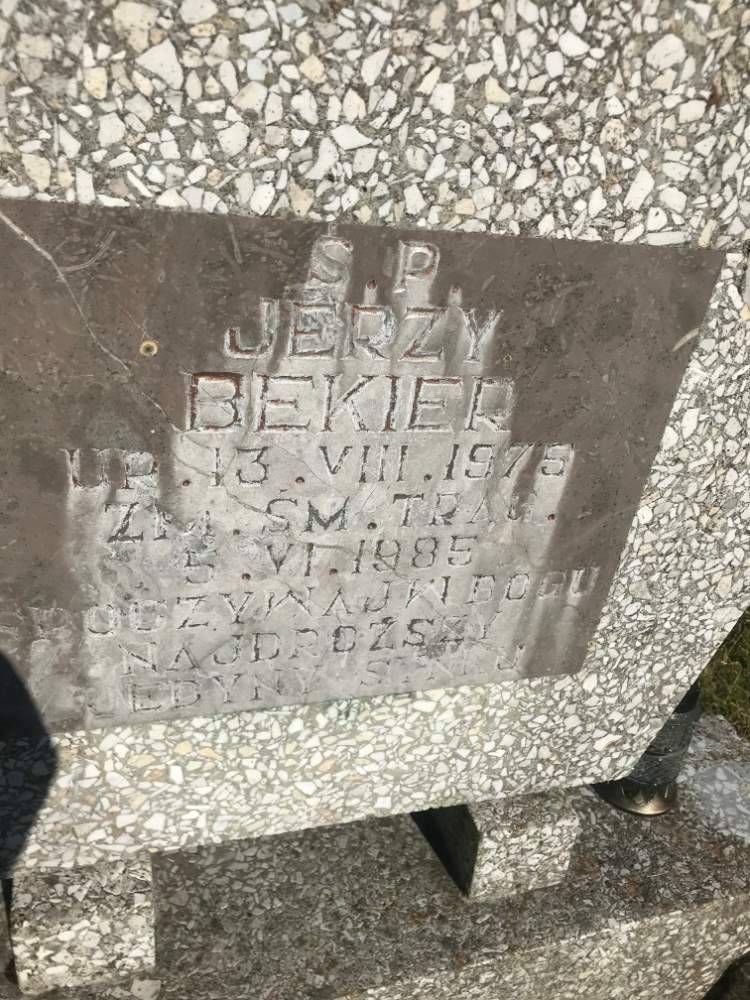 Ś.P.
JERZY
BEKIER
UR.13.VIII.1975
ZM.ŚM.TRAG.
5.VI.1985
SPOCZYWAJ W BOGU
NAJDROŻSZY
JEDYNY SYNKU